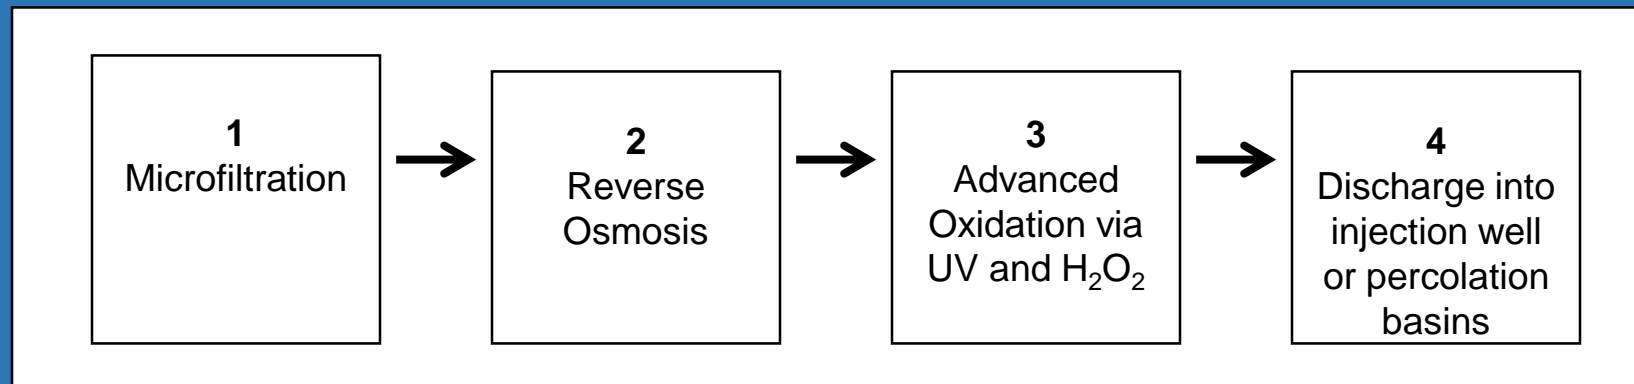 1
Microfiltration
2
Reverse
Osmosis
3
Advanced
Oxidation via
UV and H₂O₂
4
Discharge into
injection well
or percolation
basins